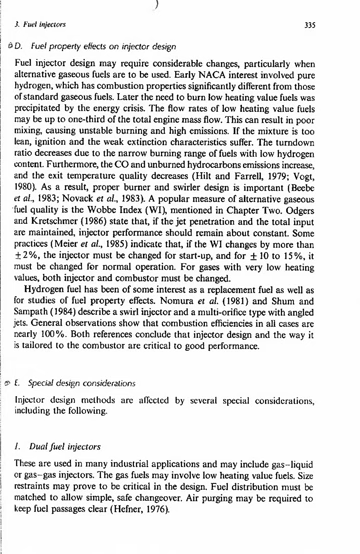 3. Fuel injectors 335
D. Fuel property effects on injector design
Fuel injector design may require considerable changes, particularly when
alternative gaseous fuels are to be used. Early NACA interest involved pure
hydrogen, which has combustion properties significantly different from those
of standard gaseous fuels. Later the need to burn low heating value fuels was
precipitated by the energy crisis. The flow rates of low heating value fuels
may be up to one-third of the total engine mass flow. This can result in poor
mixing, causing unstable burning and high emissions. If the mixture is too
lean, ignition and the weak extinction characteristics suffer. The turndown
ratio decreases due to the narrow burning range of fuels with low hydrogen
content. Furthermore, the CO and unburned hydrocarbons emissions increase,
and the exit temperature quality decreases (Hilt and Farrell, 1979; Vogt,
1980). As a result, proper burner and swirler design is important (Beebe
et al., 1983; Novack et al., 1983). A popular measure of alternative gaseous
fuel quality is the Wobbe Index (WI), mentioned in Chapter Two. Odgers
and Kretschmer (1986) state that, if the jet penetration and the total input
are maintained, injector performance should remain about constant. Some
practices (Meier et al., 1985) indicate that, if the WI changes by more than
±2%, the injector must be changed for start-up, and for ± 10 to 15%, it
must be changed for normal operation. For gases with very low heating
values, both injector and combustor must be changed.
Hydrogen fuel has been of some interest as a replacement fuel as well as
for studies of fuel property effects. Nomura et al. (1981) and Shum and
Sampath (1984) describe a swirl injector and a multi-orifice type with angled
jets. General observations show that combustion efficiencies in all cases are
nearly 100%. Both references conclude that injector design and the way it
is tailored to the combustor are critical to good performance.
E. Special design considerations
Injector design methods are affected by several special considerations,
including the following.
1. Dual fuel injectors
These are used in many industrial applications and may include gas–liquid
or gas–gas injectors. The gas fuels may involve low heating value fuels. Size
restraints may prove to be critical in the design. Fuel distribution must be
matched to allow simple, safe changeover. Air purging may be required to
keep fuel passages clear (Hefner, 1976).